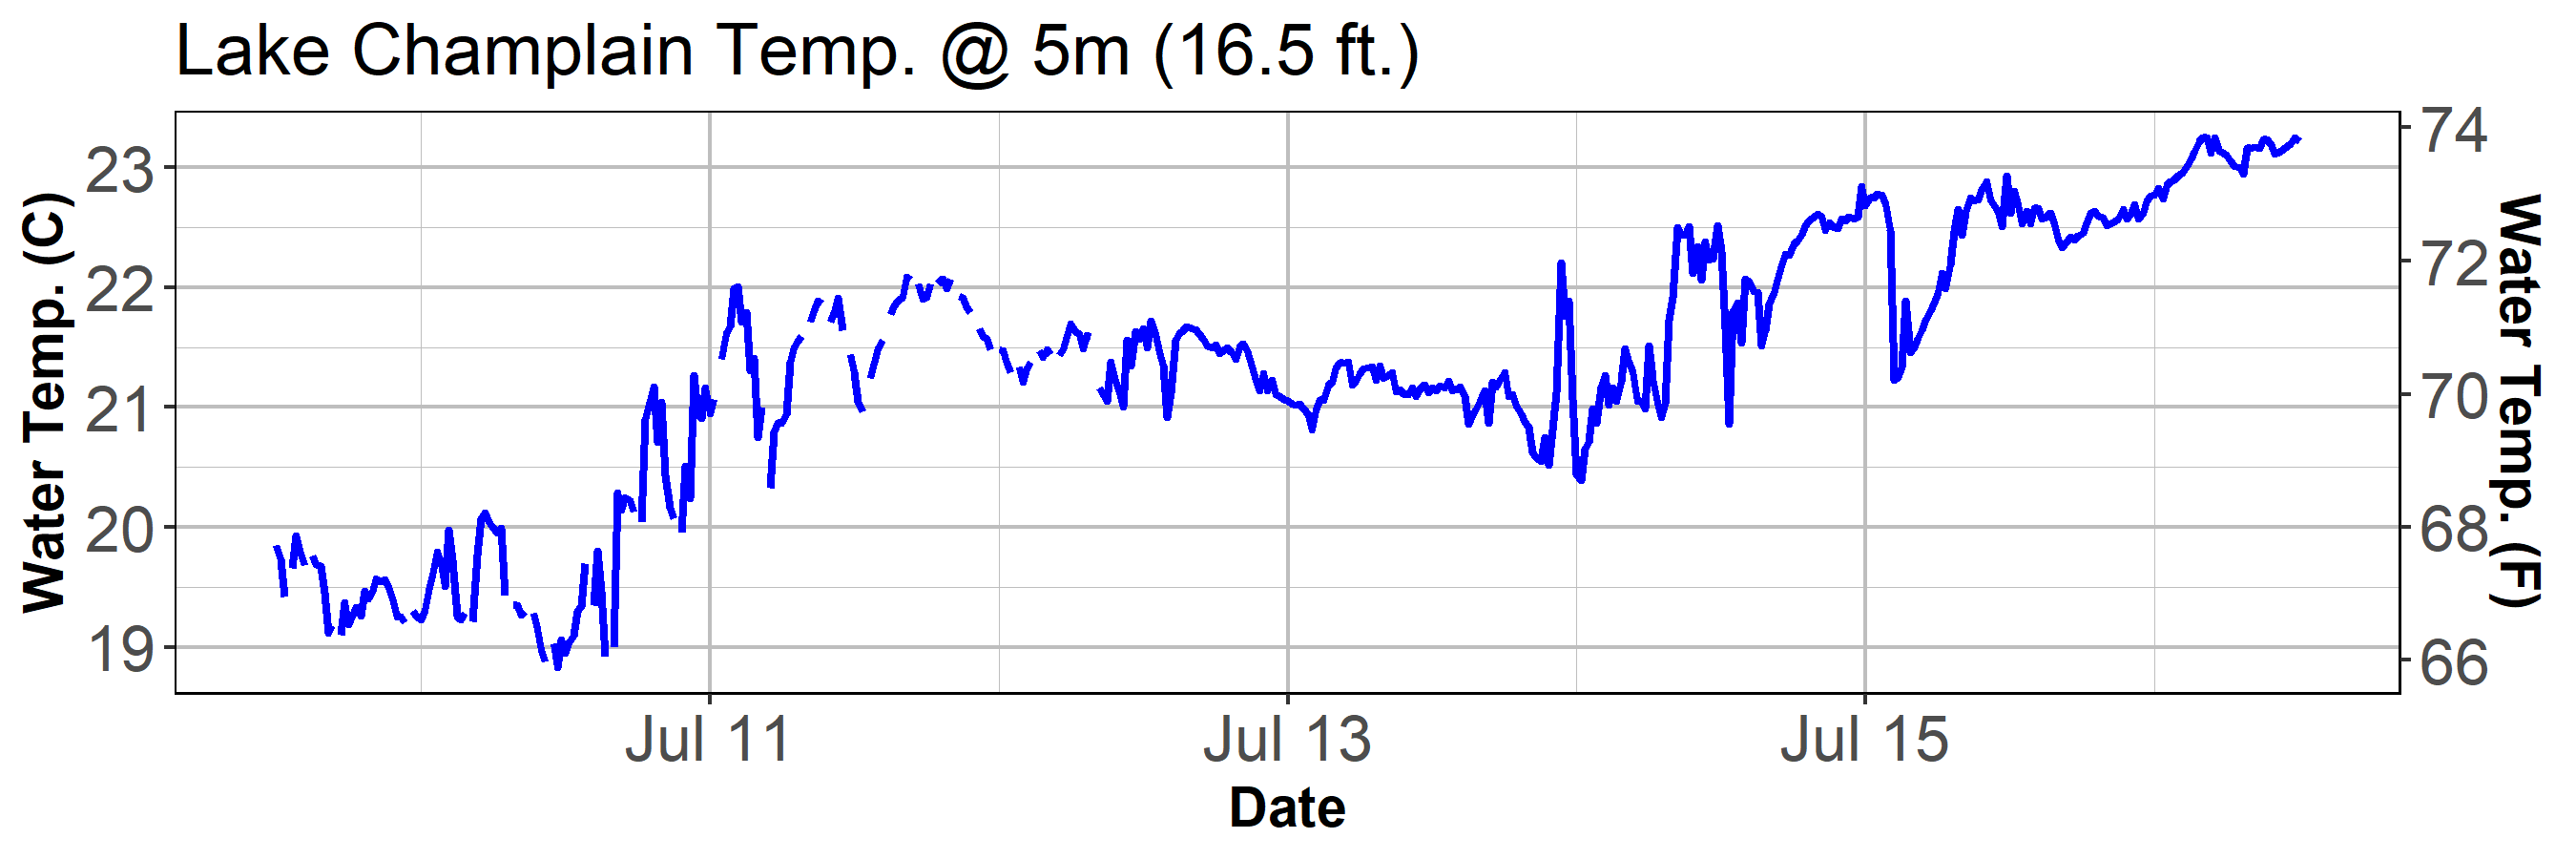 Lake Champlain Temp. @ 5m (16.5 ft.)
Water Temp. (C)
23
22
21
20
19
74
72
70
68
66
Water Temp. (F)
Jul 11
Jul 13
Jul 15
Date